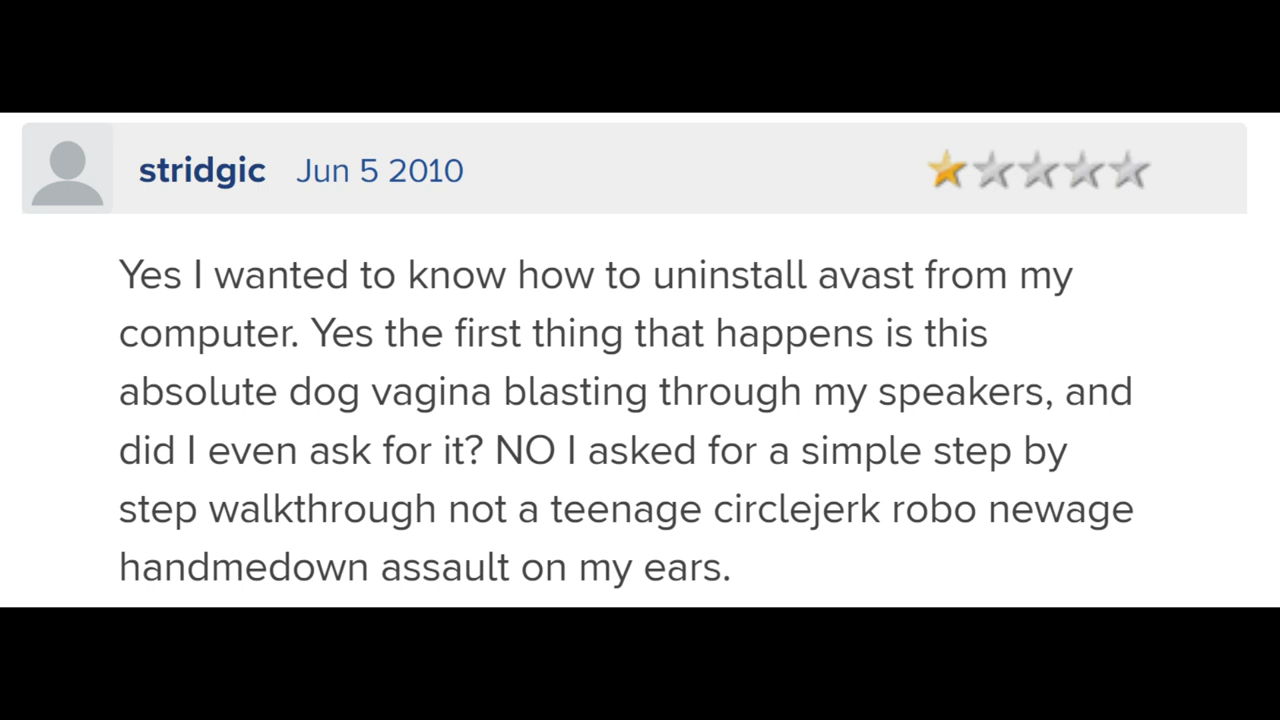 stridgic Jun 5 2010
Yes I wanted to know how to uninstall avast from my
computer. Yes the first thing that happens is this
absolute dog vagina blasting through my speakers, and
did I even ask for it? NO I asked for a simple step by
step walkthrough not a teenage circlejerk robo newage
handmedown assault on my ears.